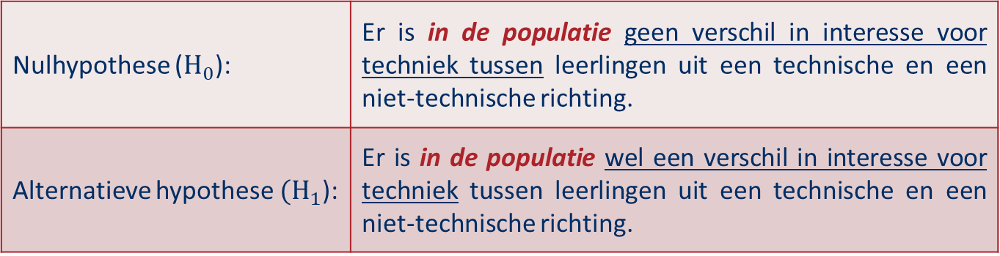 Nulhypothese (H₀):
Er is in de populatie geen verschil in interesse voor
techniek tussen leerlingen uit een technische en een
niet-technische richting.
Alternatieve hypothese (H₁):
Er is in de populatie wel een verschil in interesse voor
techniek tussen leerlingen uit een technische en een
niet-technische richting.